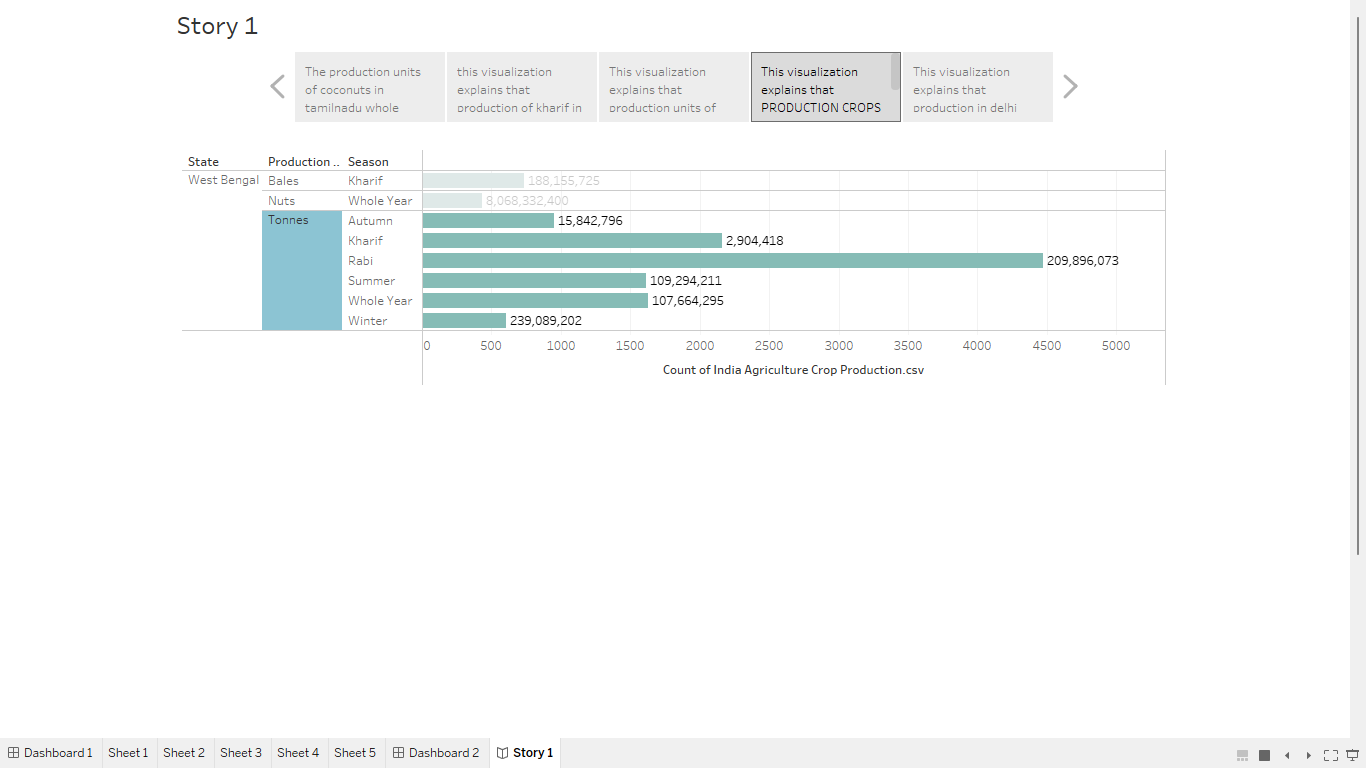 Story 1
The production units
of coconuts in
tamilnadu whole
this visualization
explains that
production of kharif in
This visualization
explains that
production units of
This visualization
explains that
PRODUCTION CROPS
This visualization
explains that
production in delhi
State Production .. Season
West Bengal Bales Kharif 188,155,725
Nuts Whole Year 8,068,332,400
Tonnes Autumn 15,842,796
Kharif 2,904,418
Rabi 209,896,073
Summer 109,294,211
Whole Year 107,664,295
Winter 239,089,202
0 500 1000 1500 2000 2500 3000 3500 4000 4500 5000
Count of India Agriculture Crop Production.csv
Dashboard 1 Sheet 1 Sheet 2 Sheet 3 Sheet 4 Sheet 5 Dashboard 2 Story 1